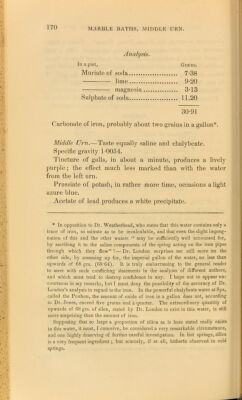 170 MARBLE BATHS, MIDDLE URN.
Analysis.
In a pint, Grains.
Muriate of soda...................... 7·38
——— lime ...................... 9·20
——— magnesia ................ 3·13
Sulphate of soda..................... 11.20
30·91
Carbonate of iron, probably about two grains in a gallon*.
Middle Urn.—Taste equally saline and chalybeate.
Specific gravity 1·0054.
Tincture of galls, in about a minute, produces a lively
purple; the effect much less marked than with the water
from the left urn.
Prussiate of potash, in rather more time, occasions a light
azure blue.
Acetate of lead produces a white precipitate.
* In opposition to Dr. Weatherhead, who states that this water contains only a
trace of iron, so minute as to be incalculable, and that even the slight impreg-
nation of this and the other waters "may be sufficiently well accounted for,
by ascribing it to the saline components of the spring acting on the iron pipes
through which they flow"!—Dr. London surprises me still more on the
other side, by summing up for, the imperial gallon of the water, no less than
upwards of 68 grs. (68·64). It is truly embarrassing to the general reader
to meet with such conflicting statements in the analyses of different authors,
and which must tend to destroy confidence in any. I hope not to appear un-
courteous in my remarks, but I must deny the possibility of the accuracy of Dr.
London's analysis in regard to the iron. In the powerful chalybeate water at Spa,
called the Pouhon, the amount of oxide of iron in a gallon does not, according
to Dr. Jones, exceed five grains and a quarter. The extraordinary quantity of
upwards of 68 grs. of silex, stated by Dr. London to exist in this water, is still
more surprising than the amount of iron.
Supposing that so large a proportion of silica as is here stated really exists
in this water, it must, I conceive, be considered a very remarkable circumstance,
and one highly deserving of further careful investigation. In hot springs, silica
is a very frequent ingredient; but scarcely, if at all, hitherto observed in cold
springs.